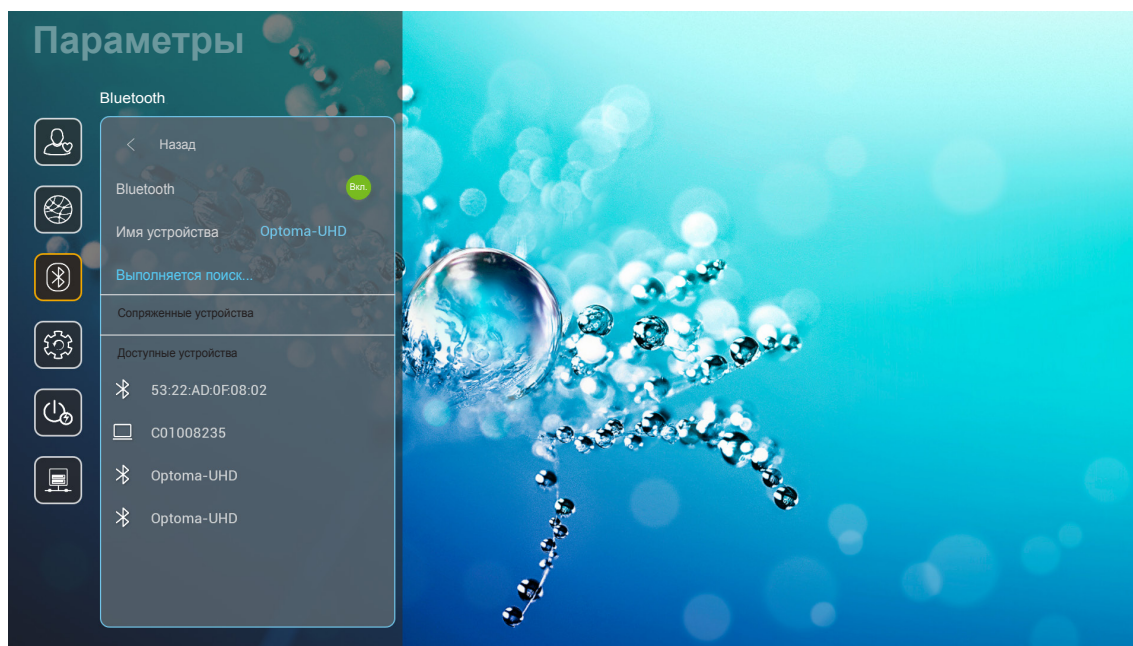 Параметры
Bluetooth
Назад
Bluetooth Вкл.
Имя устройства Optoma-UHD
Выполняется поиск...
Сопряженные устройства
Доступные устройства
53:22:AD:0F:08:02
C01008235
Optoma-UHD
Optoma-UHD